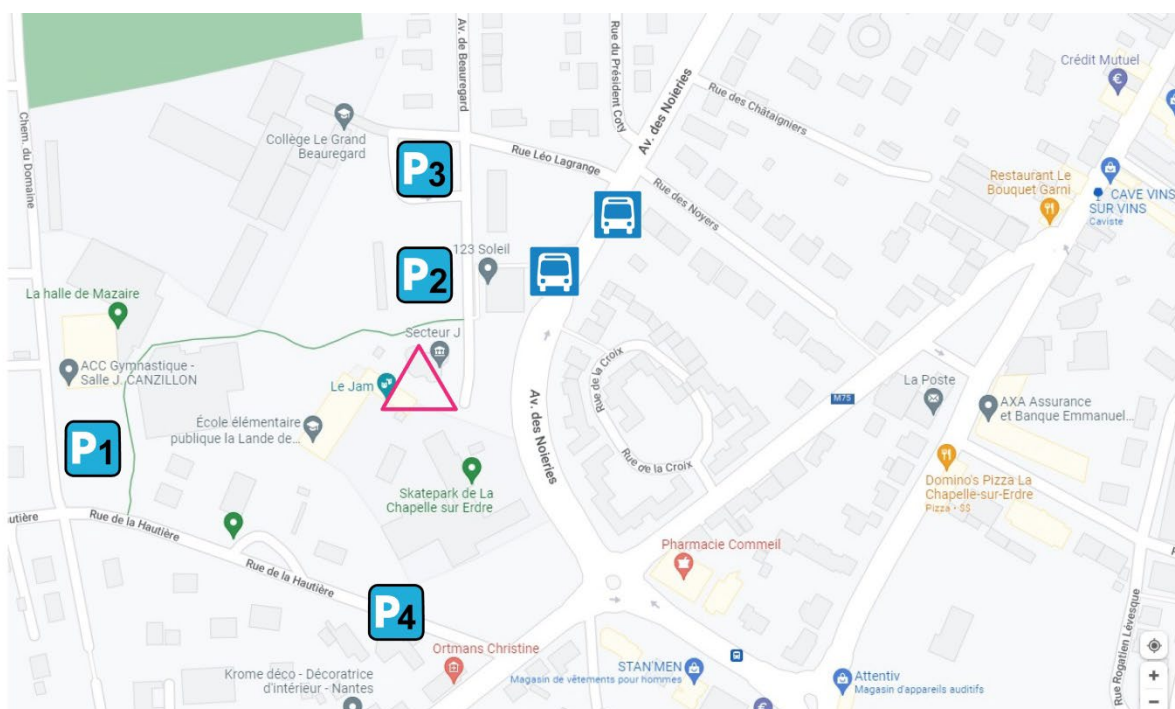 Av. de Beauregard
Rue du Président Coty
Av. des Noieries
Crédit Mutuel
Chem. du Domaine
Rue des Châtaigniers
Collège Le Grand
Beauregard
P3
Rue Léo Lagrange
Restaurant Le
Bouquet Garni
CAVE VINS
SUR VINS
Caviste
Rue des Noyers
123 Soleil
P2
La halle de Mazaire
Secteur J
ACC Gymnastique -
Salle J. CANZILLON
Le Jam
Rue de la Croix
La Poste
M75
Av. des Noieries
AXA Assurance
et Banque Emmanuel...
École élémentaire
publique la Lande de...
P1
Rue de la Croix
Skatepark de La
Chapelle sur Erdre
Domino's Pizza La
Chapelle-sur-Erdre
Pizza • $$
utière
Rue de la Hautière
Pharmacie Commeil
Rue de la Hautière
P4
Rue Rogatien Lévesque
Ortmans Christine
Krome déco - Décoratrice
d'intérieur - Nantes
STAN'MEN
Magasin de vêtements pour hommes
Attentiv
Magasin d'appareils auditifs